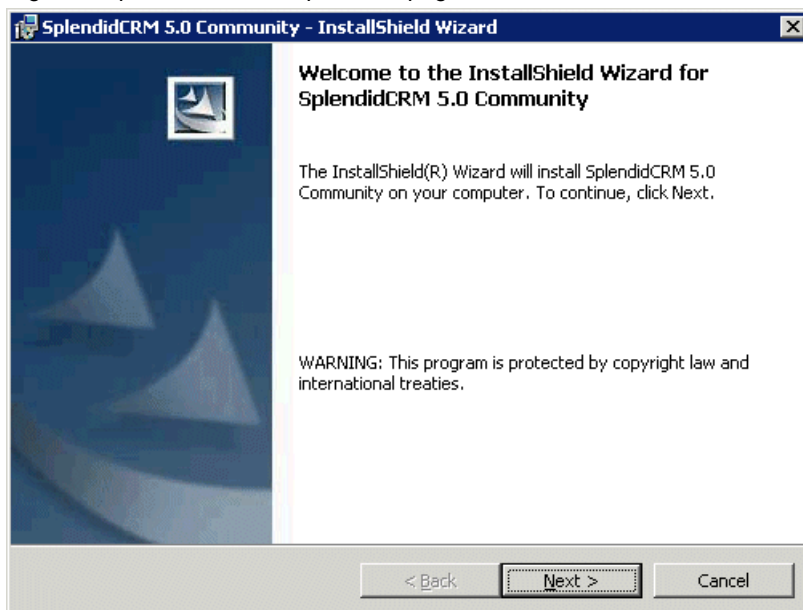 SplendidCRM 5.0 Community - InstallShield Wizard
Welcome to the InstallShield Wizard for
SplendidCRM 5.0 Community
The InstallShield(R) Wizard will install SplendidCRM 5.0
Community on your computer. To continue, click Next.
WARNING: This program is protected by copyright law and
international treaties.
< Back
Next >
Cancel